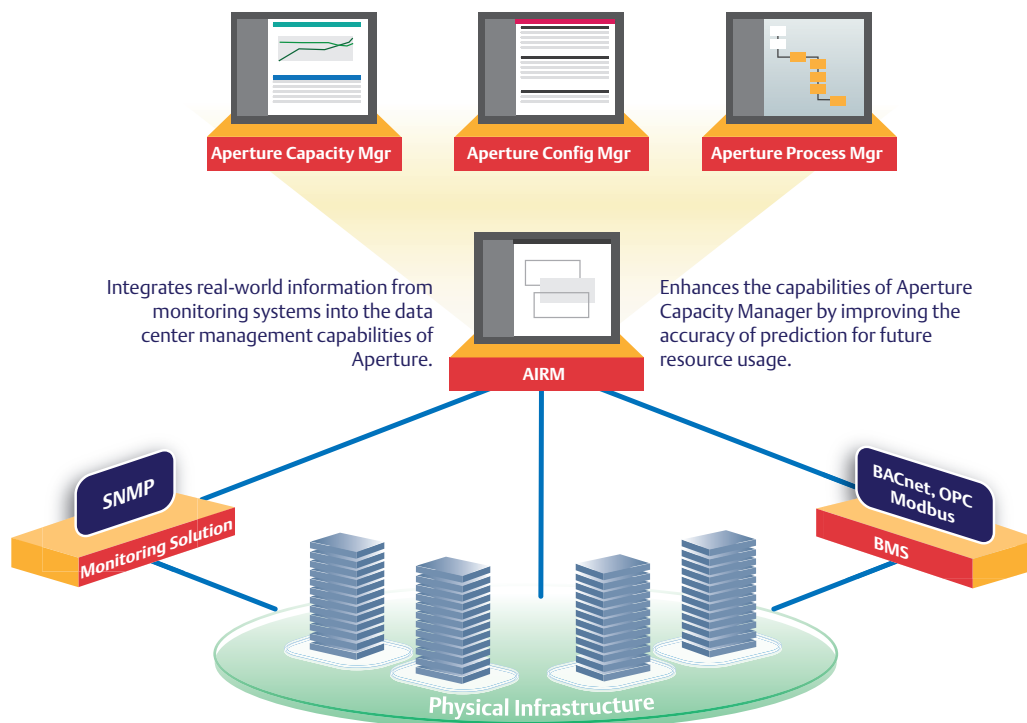 Aperture Capacity Mgr
Aperture Config Mgr
Aperture Process Mgr
Integrates real-world information from
monitoring systems into the data
center management capabilities of
Aperture.
Enhances the capabilities of Aperture
Capacity Manager by improving the
accuracy of prediction for future
resource usage.
AIRM
SNMP
Monitoring Solution
BACnet, OPC
Modbus
BMS
Physical Infrastructure